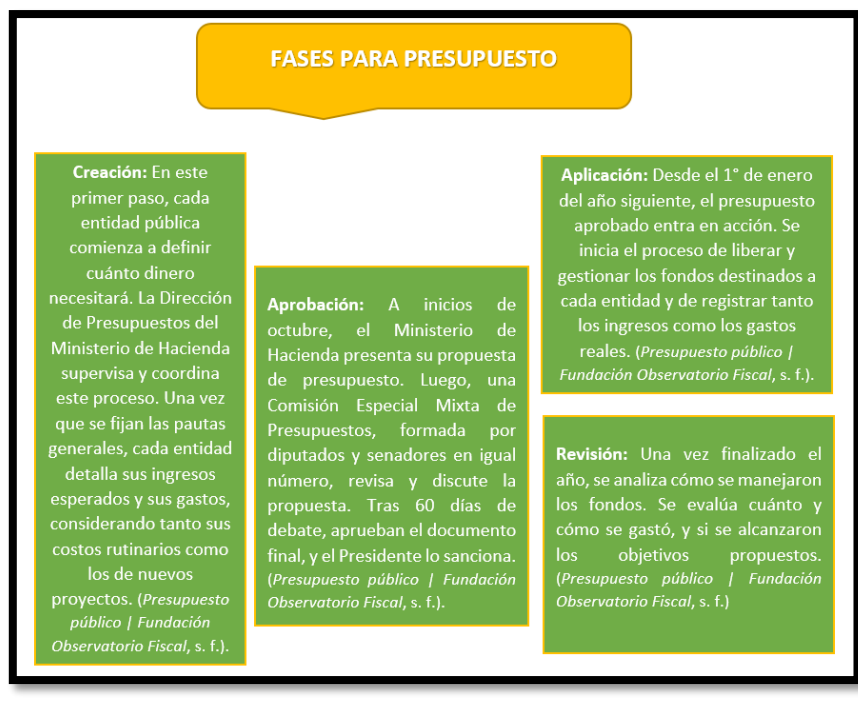 FASES PARA PRESUPUESTO
Creación: En este
primer paso, cada
entidad pública
comienza a definir
cuánto dinero
necesitará. La Dirección
de Presupuestos del
Ministerio de Hacienda
supervisa y coordina
este proceso. Una vez
que se fijan las pautas
generales, cada entidad
detalla sus ingresos
esperados y sus gastos,
considerando tanto sus
costos rutinarios como
los de nuevos
proyectos. (Presupuesto
público | Fundación
Observatorio Fiscal, s. f.).
Aprobación: A inicios de
octubre, el Ministerio de
Hacienda presenta su propuesta
de presupuesto. Luego, una
Comisión Especial Mixta de
Presupuestos, formada por
diputados y senadores en igual
número, revisa y discute la
propuesta. Tras 60 días de
debate, aprueban el documento
final, y el Presidente lo sanciona.
(Presupuesto público | Fundación
Observatorio Fiscal, s. f.).
Aplicación: Desde el 1° de enero
del año siguiente, el presupuesto
aprobado entra en acción. Se
inicia el proceso de liberar y
gestionar los fondos destinados a
cada entidad y de registrar tanto
los ingresos como los gastos
reales. (Presupuesto público |
Fundación Observatorio Fiscal, s. f.).
Revisión: Una vez finalizado el
año, se analiza cómo se manejaron
los fondos. Se evalúa cuánto y
cómo se gastó, y si se alcanzaron
los objetivos propuestos.
(Presupuesto público | Fundación
Observatorio Fiscal, s. f.)